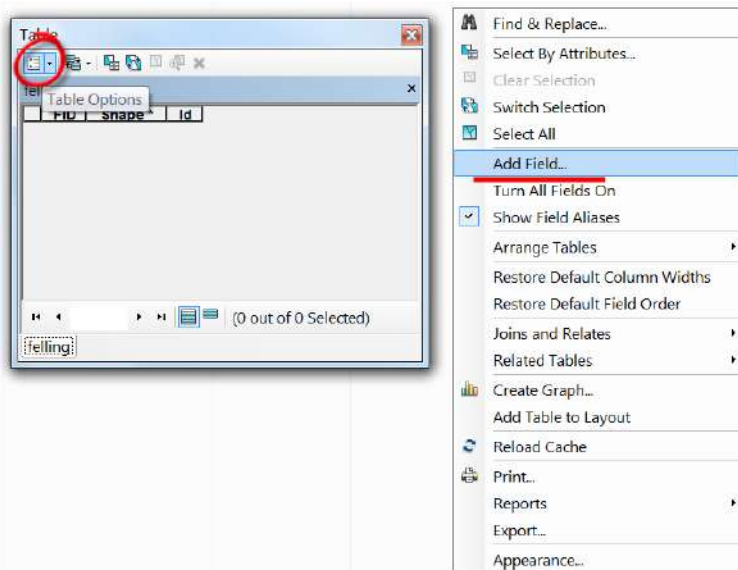 Table
Table Options
FID Shape * Id
(0 out of 0 Selected)
felling
Find & Replace...
Select By Attributes...
Clear Selection
Switch Selection
Select All
Add Field...
Turn All Fields On
Show Field Aliases
Arrange Tables
Restore Default Column Widths
Restore Default Field Order
Joins and Relates
Related Tables
Create Graph...
Add Table to Layout
Reload Cache
Print...
Reports
Export...
Appearance...